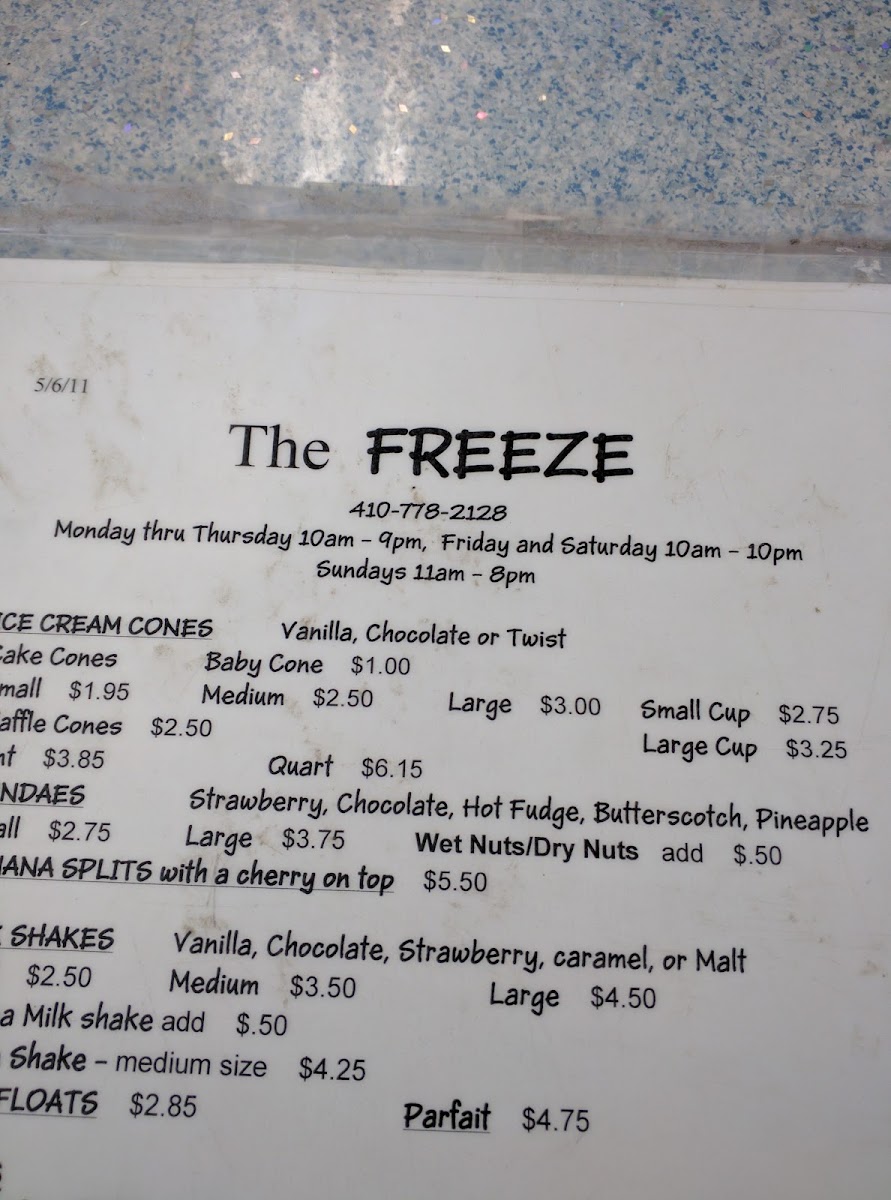 5/6/11
The FREEZE
410-778-2128
Monday thru Thursday 10am - 9pm, Friday and Saturday 10am - 10pm
Sundays 11am - 8pm
CE CREAM CONES Vanilla, Chocolate or Twist
Cake Cones Baby Cone $1.00
mall $1.95 Medium $2.50 Large $3.00 Small Cup $2.75
affle Cones $2.50 Large Cup $3.25
nt $3.85 Quart $6.15
NDAES Strawberry, Chocolate, Hot Fudge, Butterscotch, Pineapple
all $2.75 Large $3.75 Wet Nuts/Dry Nuts add $.50
ANA SPLITS with a cherry on top $5.50
SHAKES Vanilla, Chocolate, Strawberry, caramel, or Malt
$2.50 Medium $3.50 Large $4.50
a Milk shake add $.50
Shake - medium size $4.25
FLOATS $2.85 Parfait $4.75